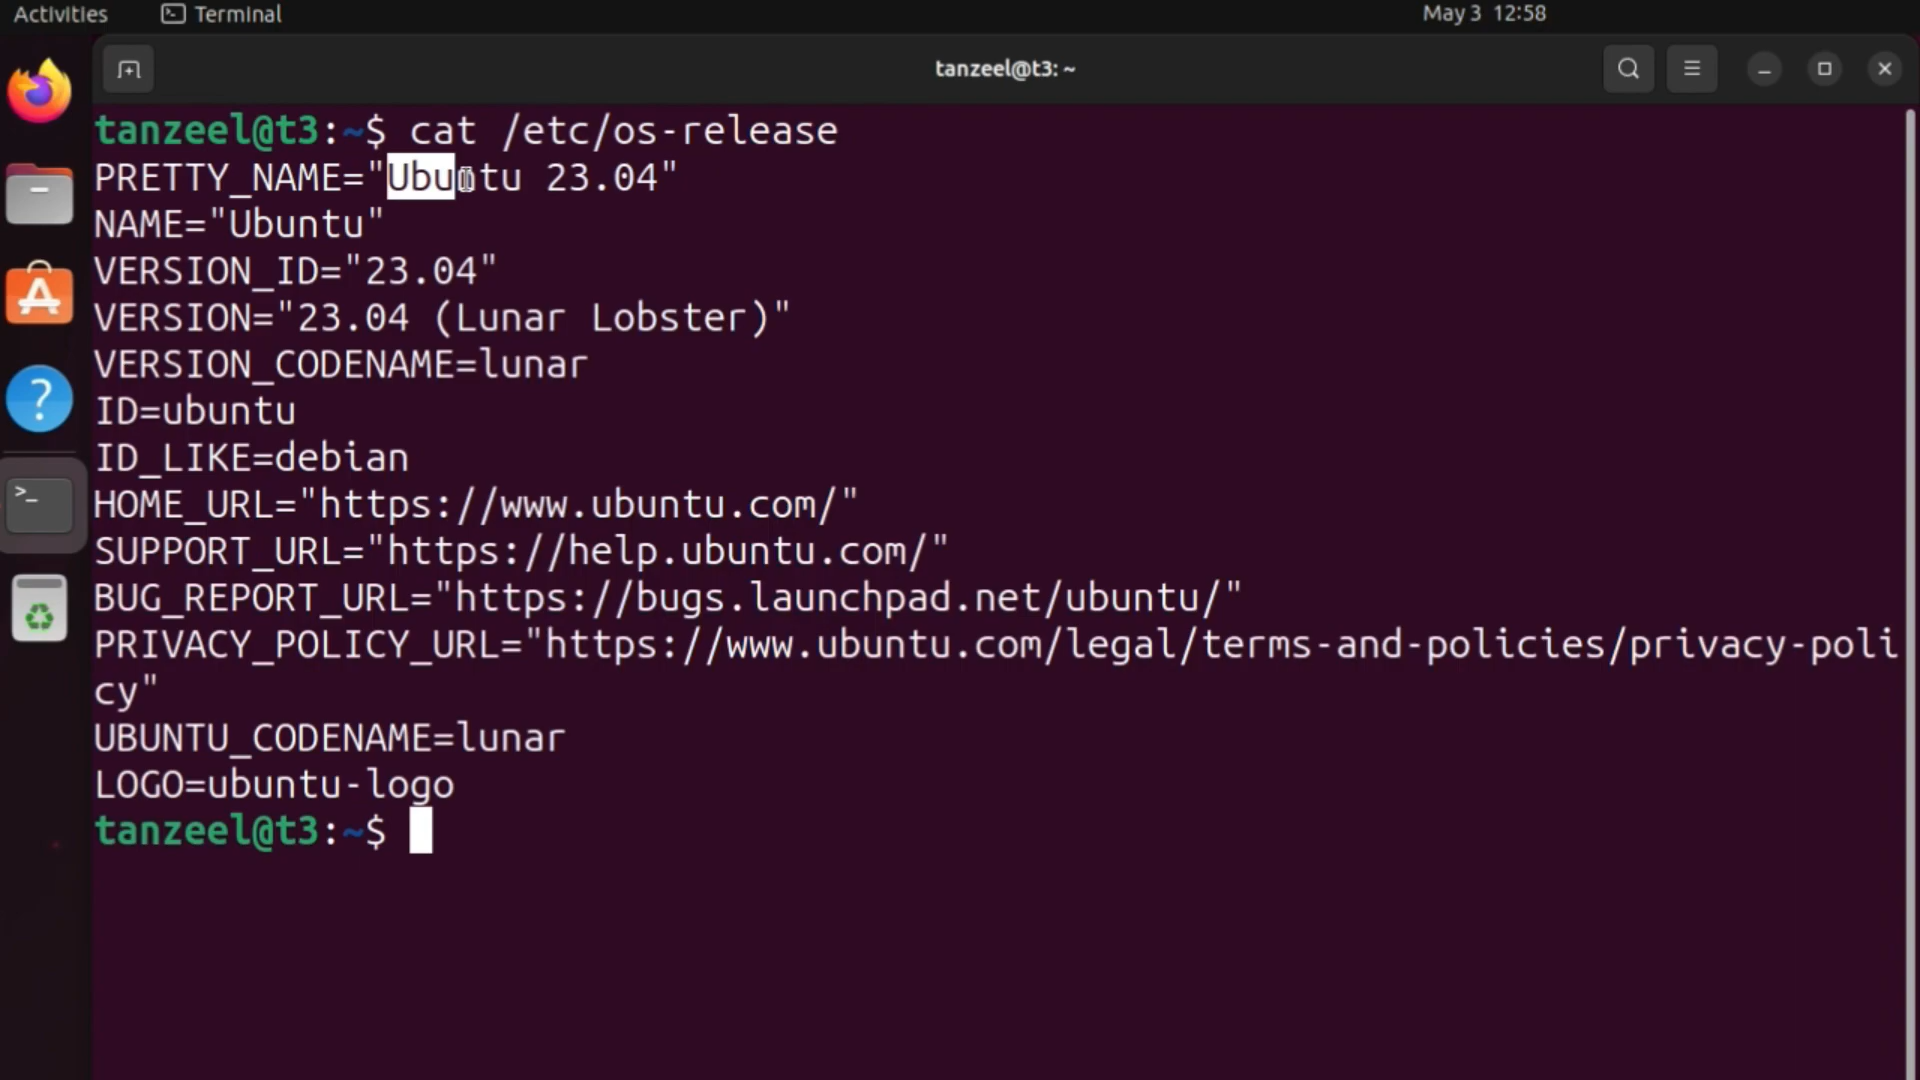 Activities Terminal May 3 12:58
tanzeel@t3: ~
tanzeel@t3:~$ cat /etc/os-release
PRETTY_NAME="Ubuntu 23.04"
NAME="Ubuntu"
VERSION_ID="23.04"
VERSION="23.04 (Lunar Lobster)"
VERSION_CODENAME=lunar
ID=ubuntu
ID_LIKE=debian
HOME_URL="https://www.ubuntu.com/"
SUPPORT_URL="https://help.ubuntu.com/"
BUG_REPORT_URL="https://bugs.launchpad.net/ubuntu/"
PRIVACY_POLICY_URL="https://www.ubuntu.com/legal/terms-and-policies/privacy-poli
cy"
UBUNTU_CODENAME=lunar
LOGO=ubuntu-logo
tanzeel@t3:~$